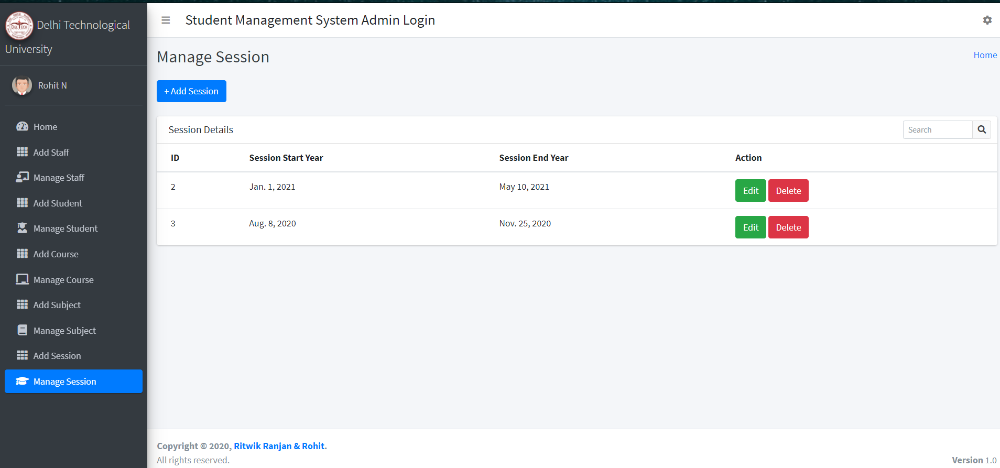 Delhi Technological
University
Rohit N
Home
Add Staff
Manage Staff
Add Student
Manage Student
Add Course
Manage Course
Add Subject
Manage Subject
Add Session
Manage Session
Student Management System Admin Login
Manage Session
Home
+ Add Session
Session Details
Search
ID Session Start Year Session End Year Action
2 Jan. 1, 2021 May 10, 2021 Edit Delete
3 Aug. 8, 2020 Nov. 25, 2020 Edit Delete
Copyright © 2020, Ritwik Ranjan & Rohit.
All rights reserved.
Version 1.0